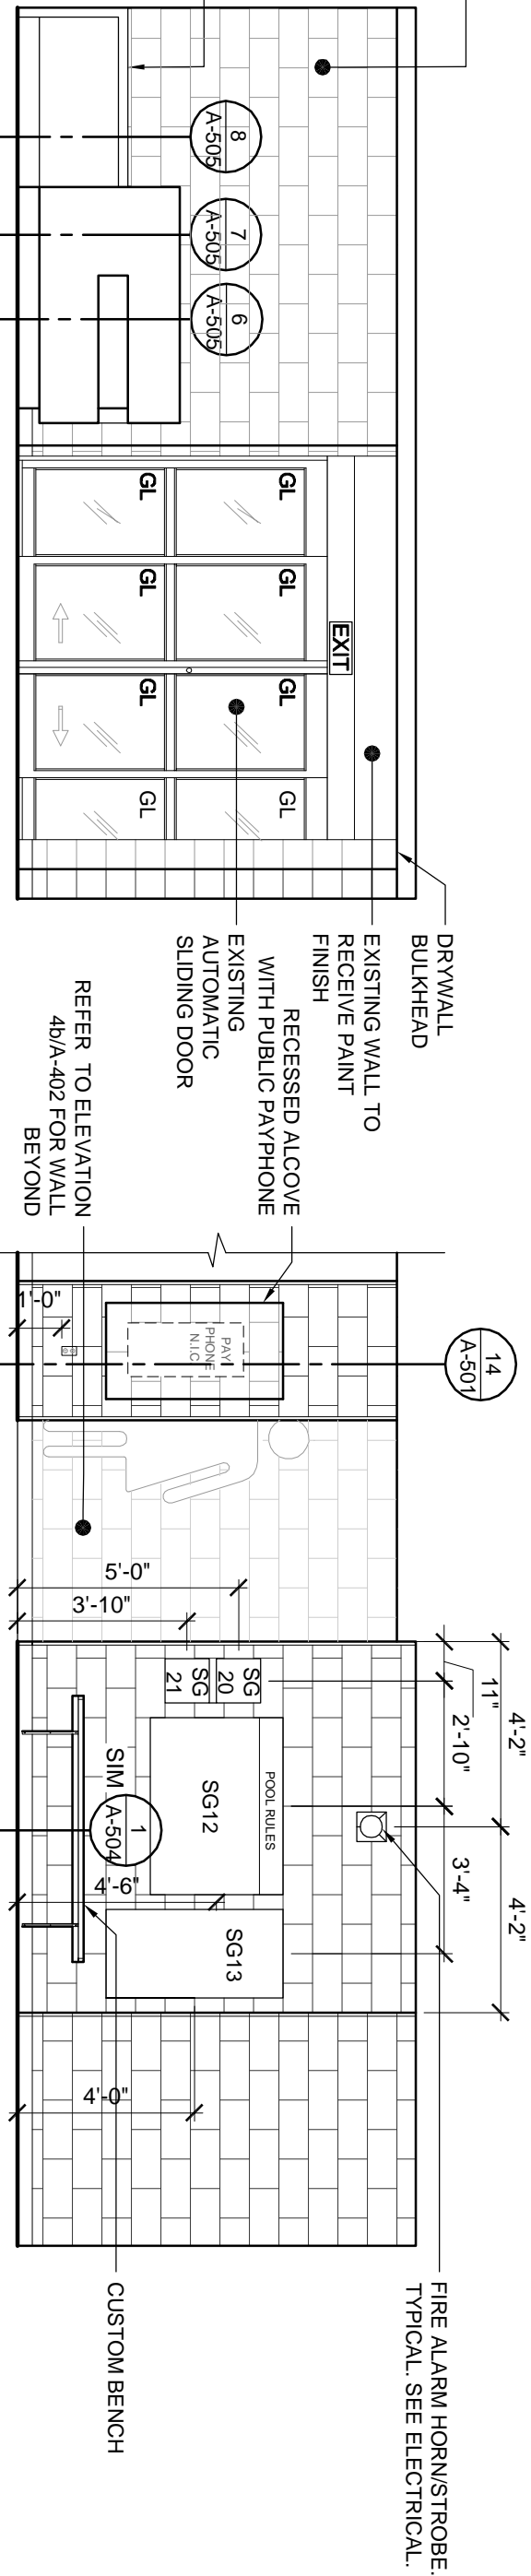 8
A-505
7
A-505
6
A-505
GL
GL
GL
GL
GL
GL
GL
GL
EXIT
DRYWALL
BULKHEAD
EXISTING WALL TO
RECEIVE PAINT
FINISH
EXISTING
AUTOMATIC
SLIDING DOOR
RECESSED ALCOVE
WITH PUBLIC PAYPHONE
REFER TO ELEVATION
4b/A-402 FOR WALL
BEYOND
14
A-501
PAY
PHONE
N.I.C
1'-0"
5'-0"
3'-10"
4'-2"
4'-2"
11"
2'-10"
3'-4"
SG
20
SG
21
POOL RULES
SG12
SG13
SIM
1
A-504
4'-6"
4'-0"
FIRE ALARM HORN/STROBE.
TYPICAL. SEE ELECTRICAL.
CUSTOM BENCH